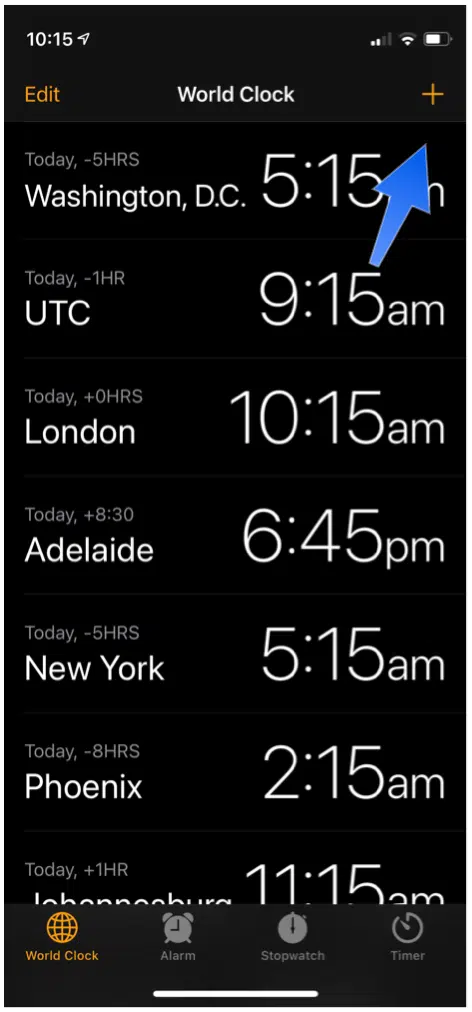 10:15
Edit World Clock +
Today, -5HRS
Washington, D.C. 5:15
Today, -1HR
UTC 9:15am
Today, +0HRS
London 10:15am
Today, +8:30
Adelaide 6:45pm
Today, -5HRS
New York 5:15am
Today, -8HRS
Phoenix 2:15am
Today, +1HR
Johannesburg 11:15am
World Clock Alarm Stopwatch Timer